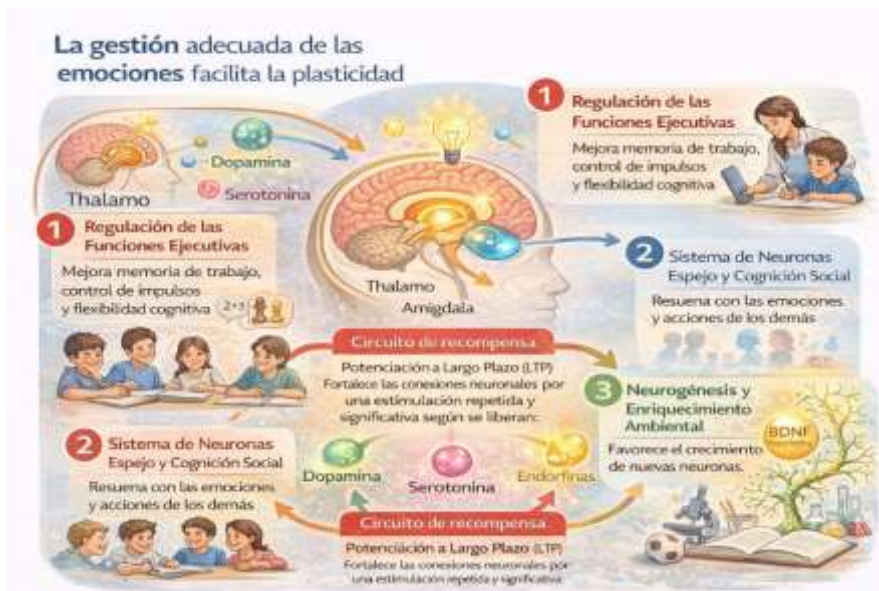 La gestión adecuada de las
emociones facilita la plasticidad
Dopamina
Serotonina
Thalamo
1 Regulación de las
Funciones Ejecutivas
Mejora memoria de trabajo,
control de impulsos
y flexibilidad cognitiva
2+3
Thalamo
Amigdala
1 Regulación de las
Funciones Ejecutivas
Mejora memoria de trabajo,
control de impulsos
y flexibilidad cognitiva
2 Sistema de Neuronas
Espejo y Cognición Social
Resuena con las emociones
y acciones de los demás
Circuito de recompensa
Potenciación a Largo Plazo (LTP)
Fortalece las conexiones neuronales por
una estimulación repetida y
significativa según se liberan:
3 Neurogénesis y
Enriquecimiento
Ambiental
Favorece el crecimiento
de nuevas neuronas.
BDNF
2 Sistema de Neuronas
Espejo y Cognición Social
Resuena con las emociones
y acciones de los demás
Dopamina
Serotonina
Endorfinas
Circuito de recompensa
Potenciación a Largo Plazo (LTP)
Fortalece las conexiones neuronales por
una estimulación repetida y significativa